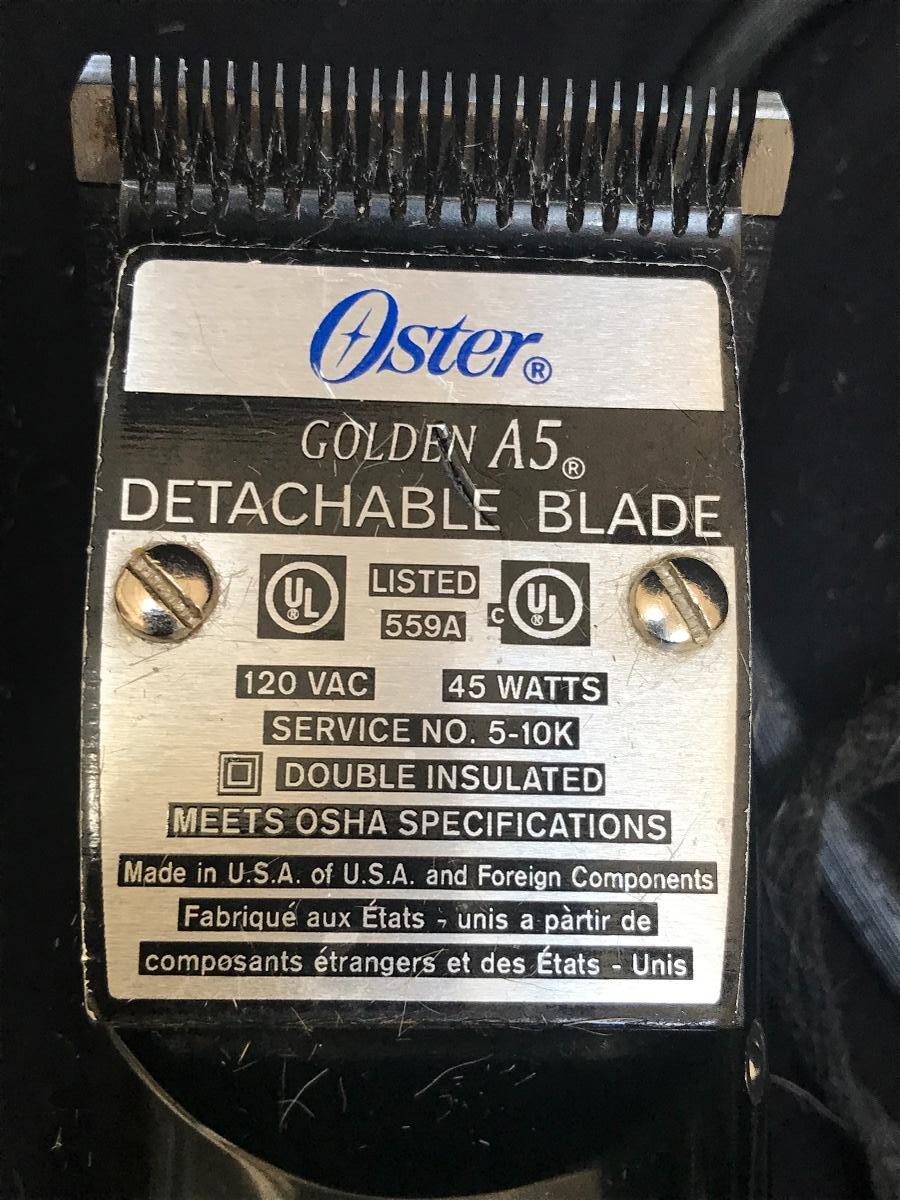 Oster®
GOLDEN A5®
DETACHABLE BLADE
UL® LISTED c UL®
559A
120 VAC 45 WATTS
SERVICE NO. 5-10K
DOUBLE INSULATED
MEETS OSHA SPECIFICATIONS
Made in U.S.A. of U.S.A. and Foreign Components
Fabriqué aux États - unis a pàrtir de
composants étrangers et des États - Unis